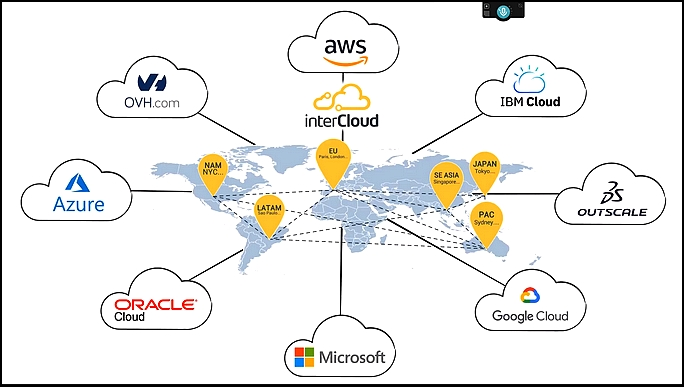 aws
OVH.com
IBM Cloud
interCloud
EU
Paris, London...
NAM
NYC...
JAPAN
Tokyo...
SE ASIA
Singapore...
Azure
LATAM
Sao Paulo...
PAC
Sydney...
OUTSCALE
ORACLE
Cloud
Google Cloud
Microsoft